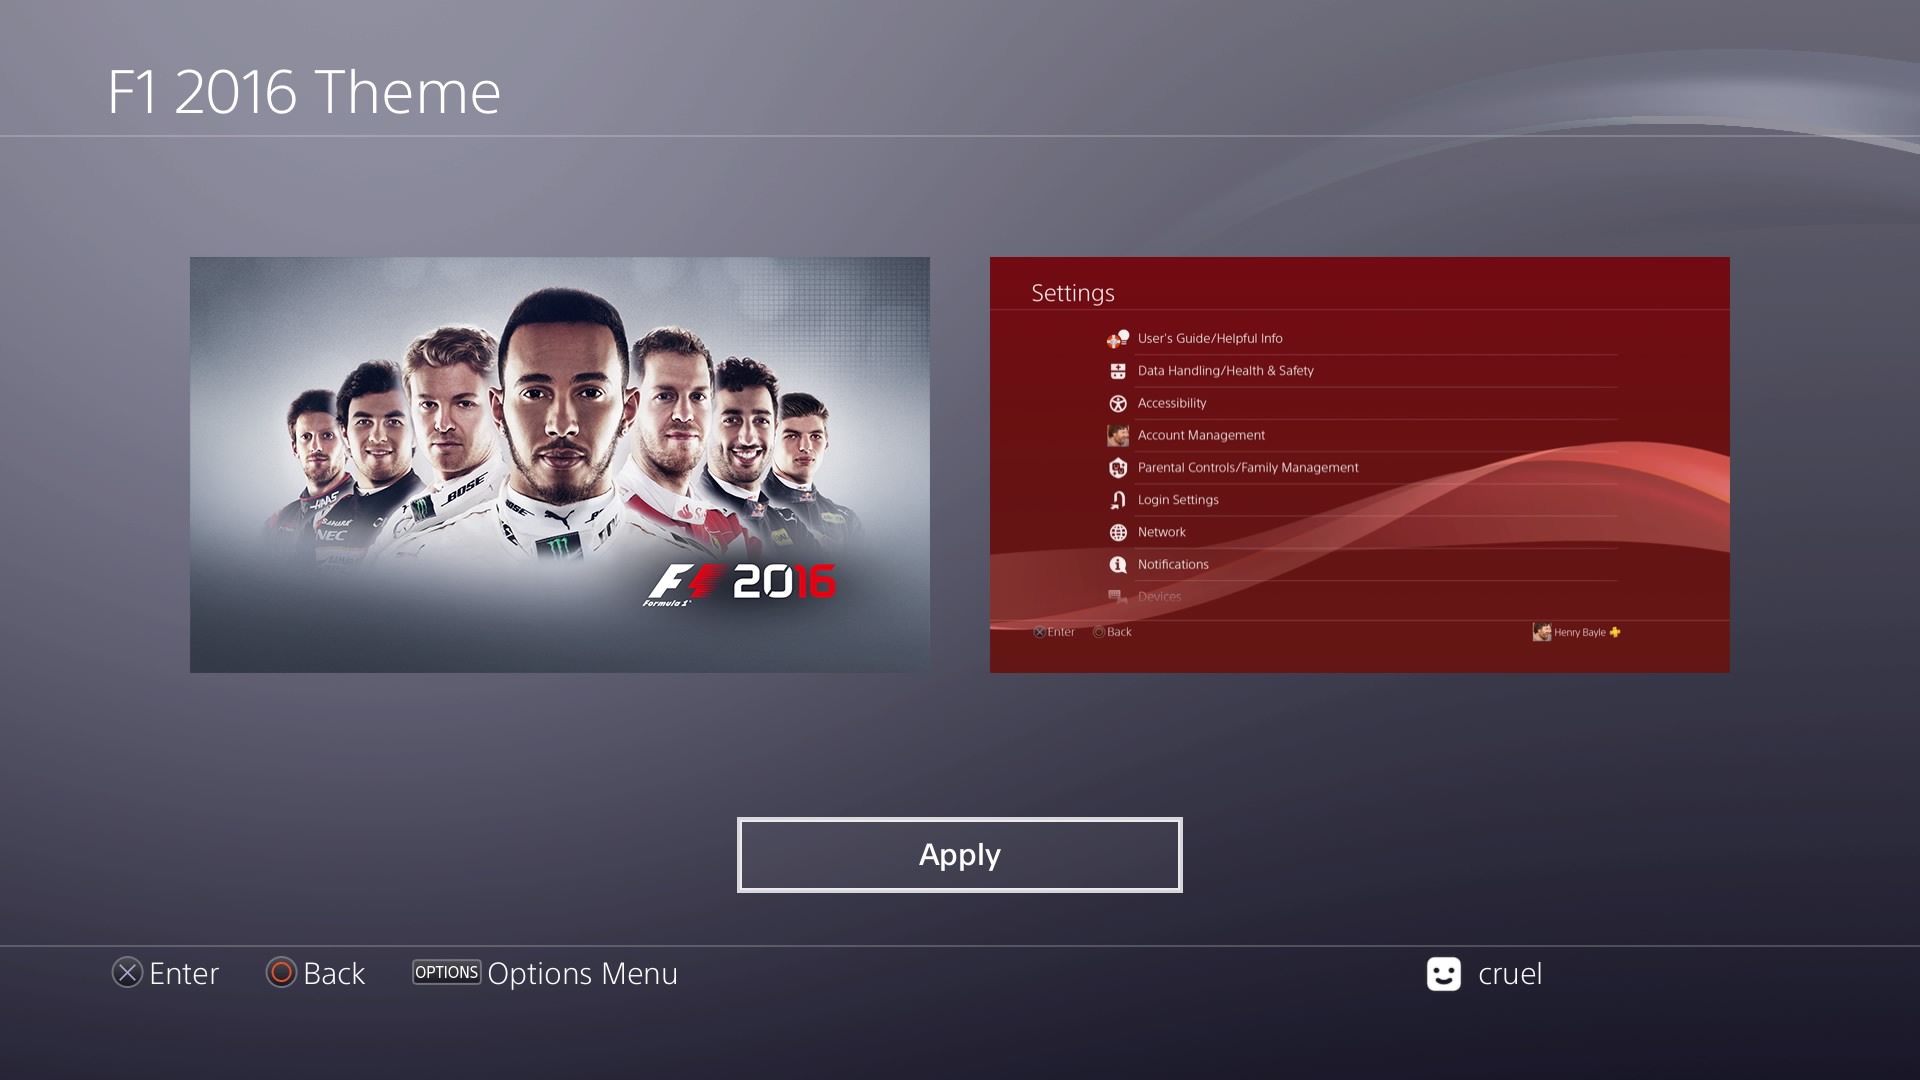 F1 2016 Theme
HAAS
SAHARA
NEC
BOSE
BOSE
F1 2016
Formula 1
Settings
User's Guide/Helpful Info
Data Handling/Health & Safety
Accessibility
Account Management
Parental Controls/Family Management
Login Settings
Network
Notifications
Devices
Enter Back
Henry Bayle
Apply
Enter Back OPTIONS Options Menu
cruel